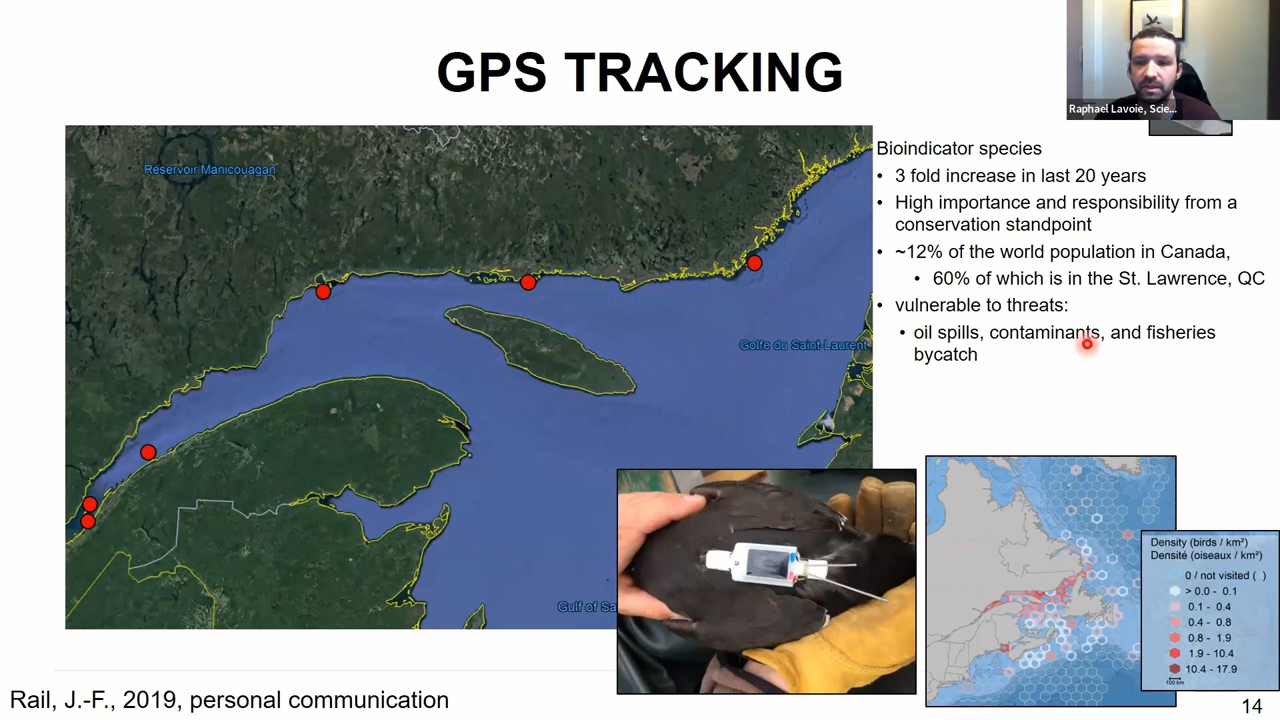 GPS TRACKING
Raphael Lavoie, Scie...
Réservoir Manicouagan
Golfe du Saint-Laurent
Gulf of Sa
Bioindicator species
• 3 fold increase in last 20 years
• High importance and responsibility from a
conservation standpoint
• ~12% of the world population in Canada,
• 60% of which is in the St. Lawrence, QC
• vulnerable to threats:
• oil spills, contaminants, and fisheries
bycatch
Density (birds / km²)
Densité (oiseaux / km²)
0 / not visited ( )
> 0.0 - 0.1
0.1 - 0.4
0.4 - 0.8
0.8 - 1.9
1.9 - 10.4
10.4 - 17.9
100 km
Rail, J.-F., 2019, personal communication
14